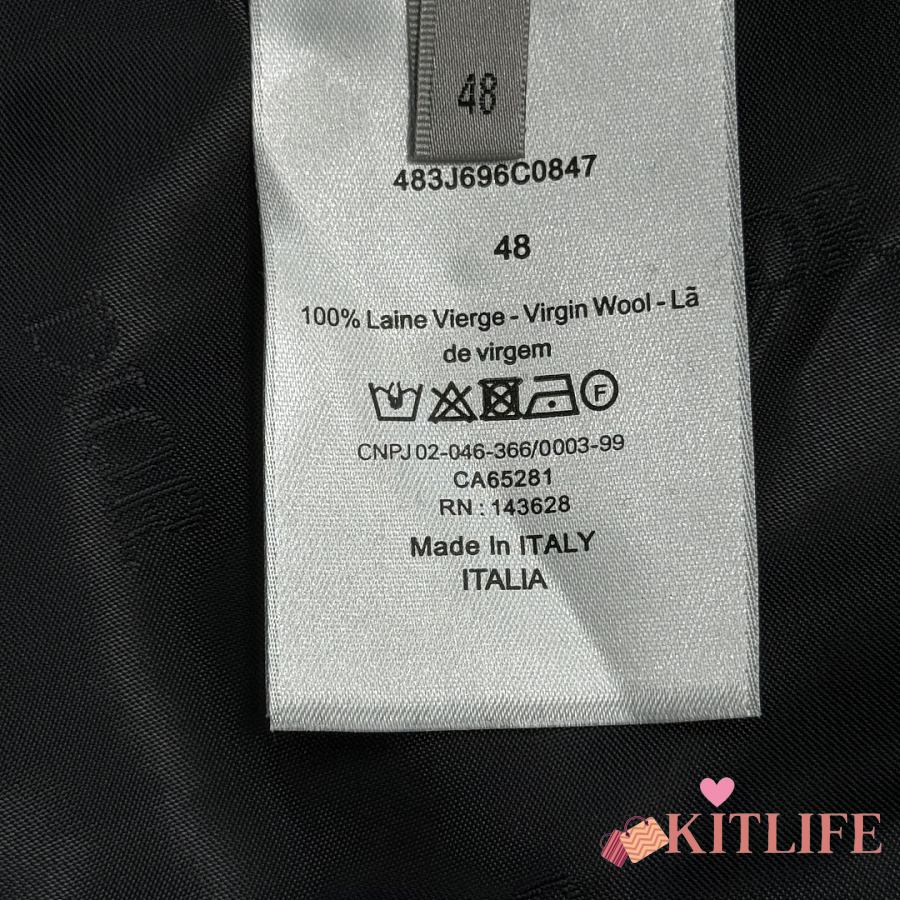 48
483J696C0847
48
100% Laine Vierge - Virgin Wool - Lã
de virgem
F
CNPJ 02-046-366/0003-99
CA65281
RN : 143628
Made In ITALY
ITALIA
KITLIFE